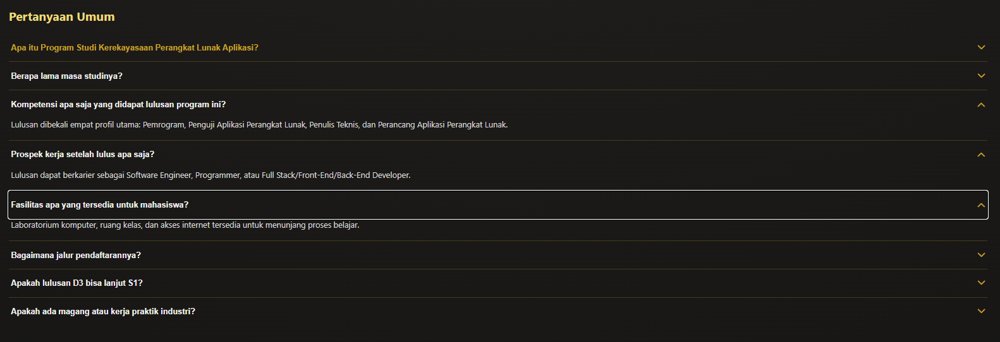 Pertanyaan Umum
Apa itu Program Studi Kerekayasaan Perangkat Lunak Aplikasi?
Berapa lama masa studinya?
Kompetensi apa saja yang didapat lulusan program ini?
Lulusan dibekali empat profil utama: Pemrogram, Penguji Aplikasi Perangkat Lunak, Penulis Teknis, dan Perancang Aplikasi Perangkat Lunak.
Prospek kerja setelah lulus apa saja?
Lulusan dapat berkarier sebagai Software Engineer, Programmer, atau Full Stack/Front-End/Back-End Developer.
Fasilitas apa yang tersedia untuk mahasiswa?
Laboratorium komputer, ruang kelas, dan akses internet tersedia untuk menunjang proses belajar.
Bagaimana jalur pendaftarannya?
Apakah lulusan D3 bisa lanjut S1?
Apakah ada magang atau kerja praktik industri?